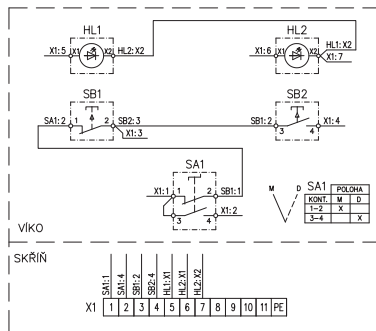 HL1
HL2
X1:5 X1 X2 HL2:X2
X1:6 X1 X2 HL1:X2
X1:7
SB1
SB2
SA1:2 1 2 SB2:3
X1:3
SB1:2 3 4 X1:4
SA1
X1:1 1 2 SB1:1
3 4 X1:2
M D
SA1 POLOHA
KONT. M D
1-2 X
3-4 X
VÍKO
SKŘÍŇ
SA1:1 SA1:4 SB1:2 SB2:4 HL1:X1 HL2:X1 HL2:X2
X1 1 2 3 4 5 6 7 8 9 10 11 PE